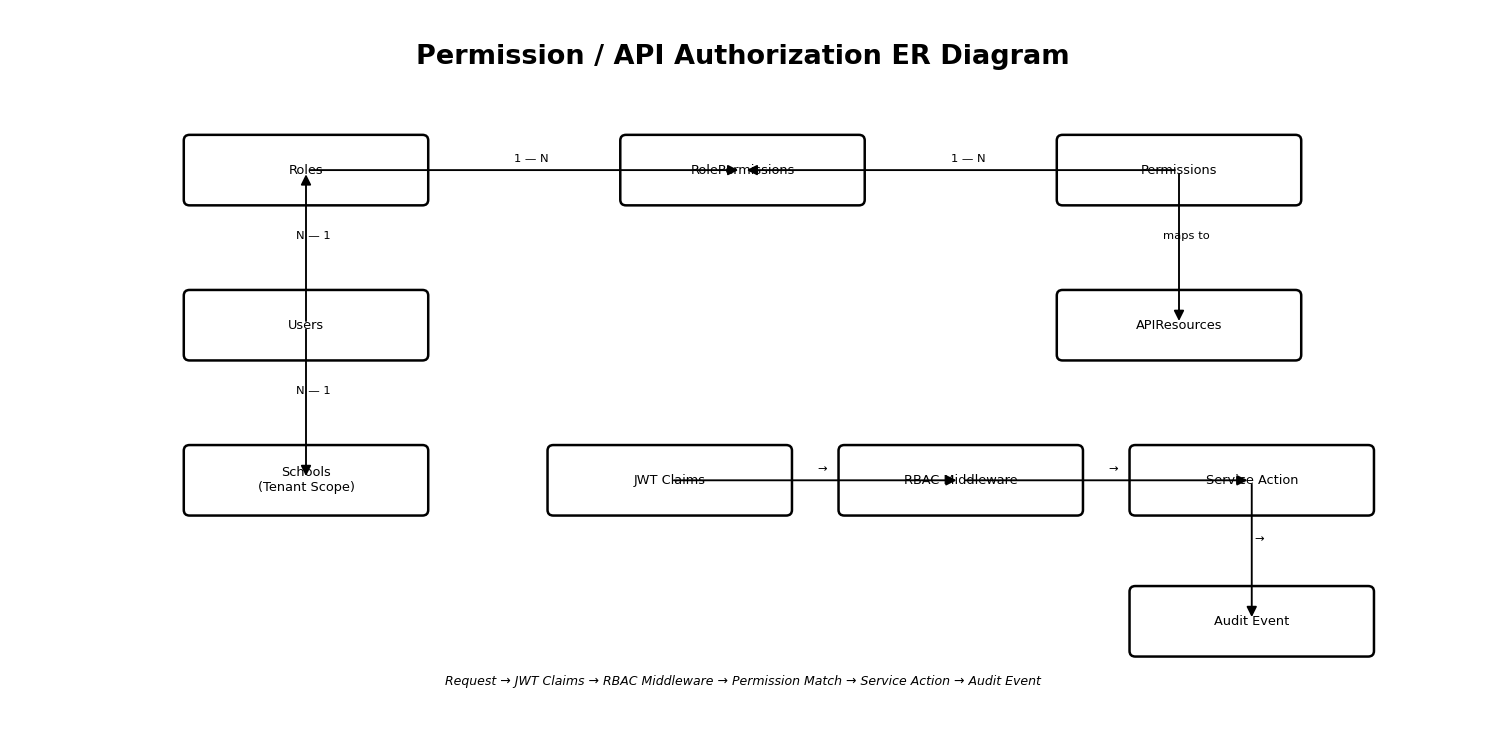 Permission / API Authorization ER Diagram
Roles
1 — N
RolePermissions
1 — N
Permissions
N — 1
maps to
Users
APIResources
N — 1
Schools
(Tenant Scope)
JWT Claims
→
RBAC Middleware
→
Service Action
→
Audit Event
Request → JWT Claims → RBAC Middleware → Permission Match → Service Action → Audit Event